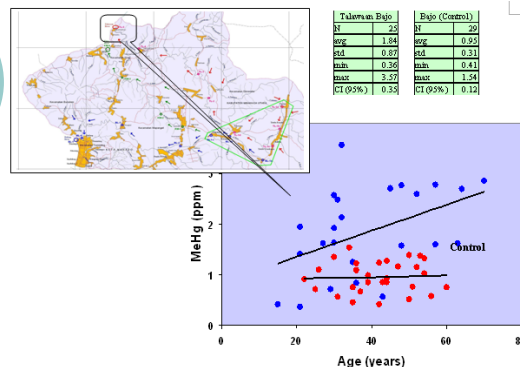 Talawaan Bajo
N 25
avg 1.84
std 0.87
min 0.36
max 3.57
CI (95%) 0.35
Bajo (Control)
N 29
avg 0.95
std 0.31
min 0.41
max 1.54
CI (95%) 0.12
MeHg (ppm)
3
2
1
0
Control
0
20
40
60
80
Age (years)